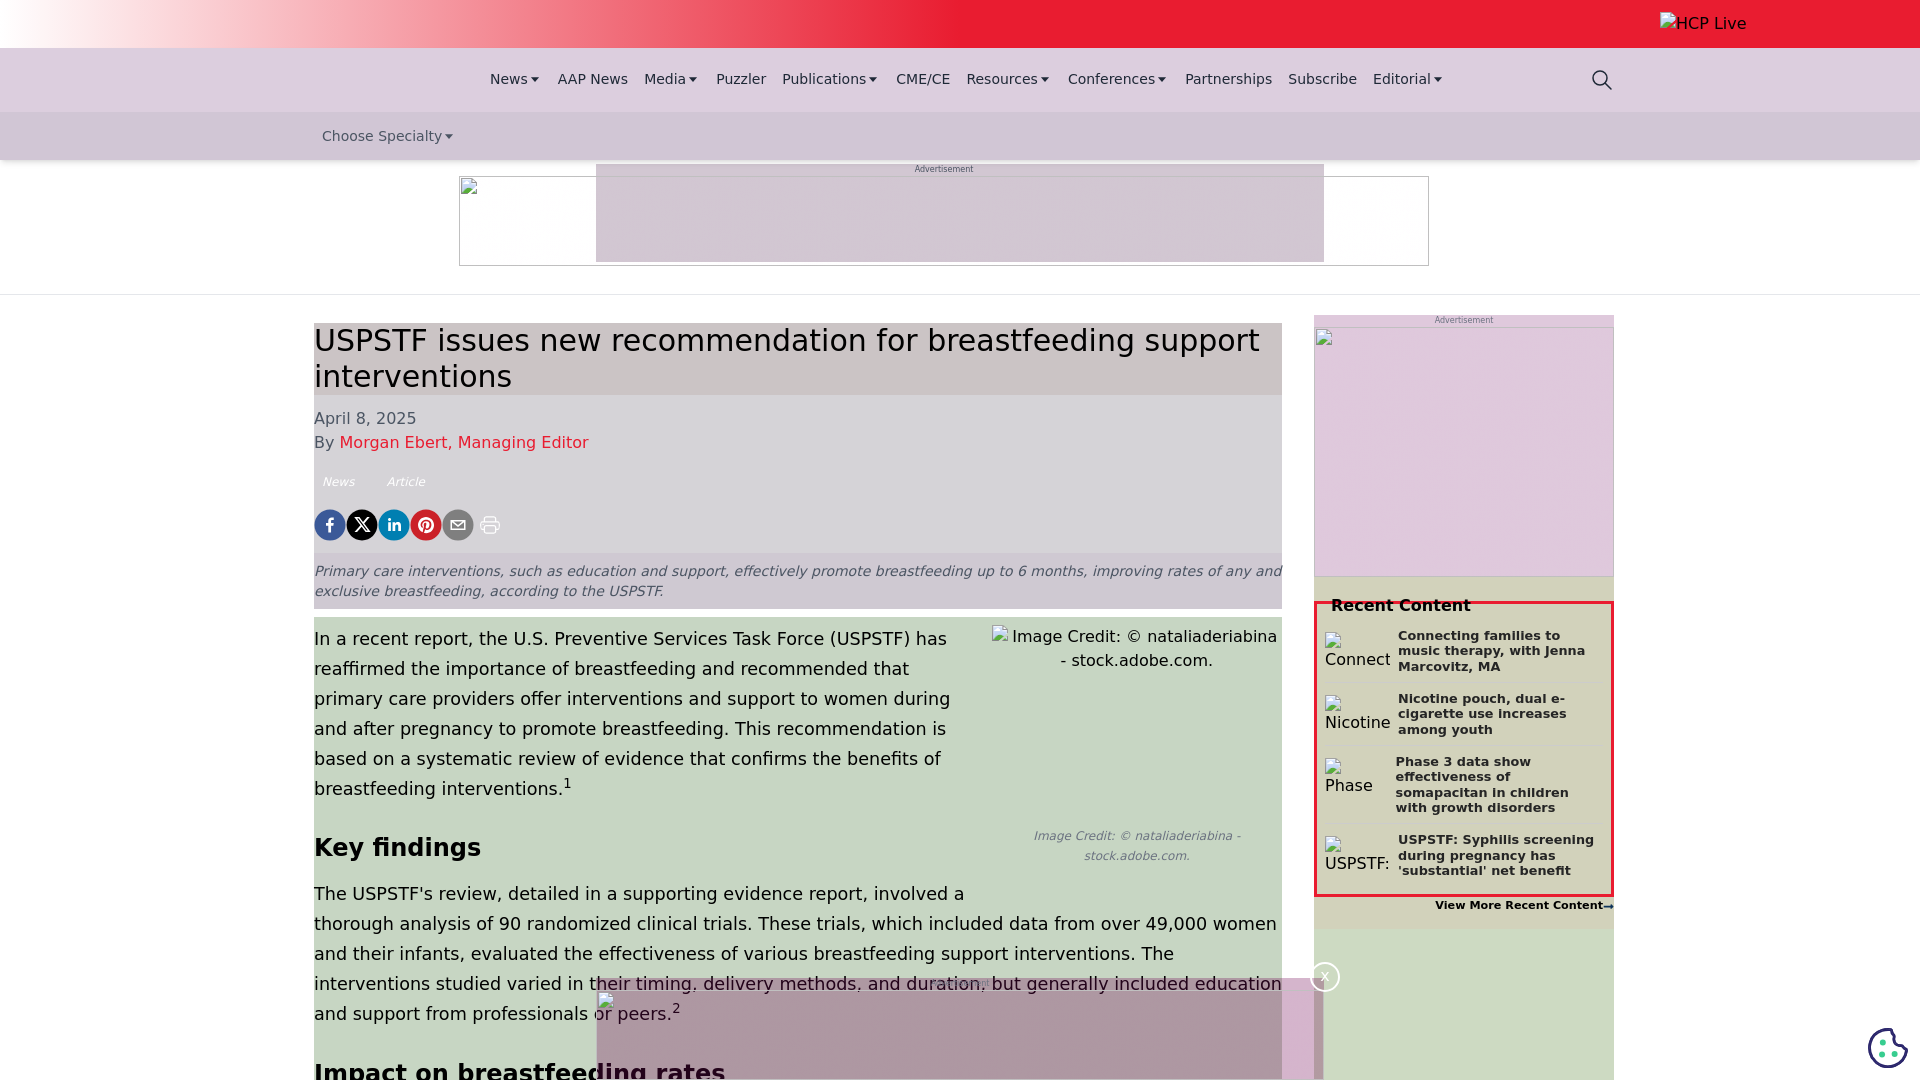 HCP Live
News
AAP News
Media
Puzzler
Publications
CME/CE
Resources
Conferences
Partnerships
Subscribe
Editorial
Choose Specialty
Advertisement
USPSTF issues new recommendation for breastfeeding support
interventions
April 8, 2025
By Morgan Ebert, Managing Editor
News
Article
Primary care interventions, such as education and support, effectively promote breastfeeding up to 6 months, improving rates of any and
exclusive breastfeeding, according to the USPSTF.
In a recent report, the U.S. Preventive Services Task Force (USPSTF) has
reaffirmed the importance of breastfeeding and recommended that
primary care providers offer interventions and support to women during
and after pregnancy to promote breastfeeding. This recommendation is
based on a systematic review of evidence that confirms the benefits of
breastfeeding interventions.1
Image Credit: © nataliaderiabina
- stock.adobe.com.
Image Credit: © nataliaderiabina -
stock.adobe.com.
Key findings
The USPSTF's review, detailed in a supporting evidence report, involved a
thorough analysis of 90 randomized clinical trials. These trials, which included data from over 49,000 women
and their infants, evaluated the effectiveness of various breastfeeding support interventions. The
interventions studied varied in their timing, delivery methods, and duration, but generally included education
and support from professionals or peers.2
Impact on breastfeeding rates
Advertisement
X
Advertisement
Recent Content
Connect
Connecting families to
music therapy, with Jenna
Marcovitz, MA
Nicotine
Nicotine pouch, dual e-
cigarette use increases
among youth
Phase
Phase 3 data show
effectiveness of
somapacitan in children
with growth disorders
USPSTF:
USPSTF: Syphilis screening
during pregnancy has
'substantial' net benefit
View More Recent Content→